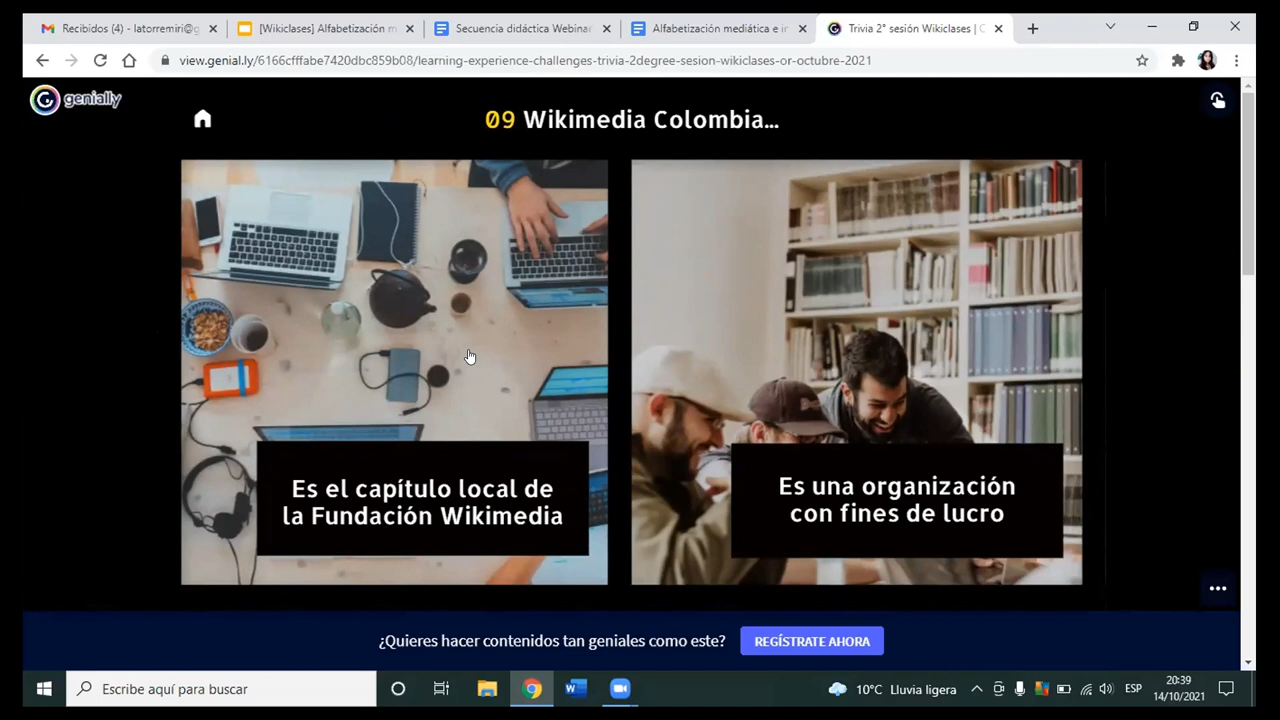 Recibidos (4) - latorremiri@g
[Wikiclases] Alfabetización m
Secuencia didáctica Webinar
Alfabetización mediática e in
Trivia 2° sesión Wikiclases | C
view.genial.ly/6166cfffabe7420dbc859b08/learning-experience-challenges-trivia-2degree-sesion-wikiclases-or-octubre-2021
genially
09 Wikimedia Colombia...
Es el capítulo local de
la Fundación Wikimedia
Es una organización
con fines de lucro
¿Quieres hacer contenidos tan geniales como este?
REGÍSTRATE AHORA
Escribe aquí para buscar
10°C Lluvia ligera
ESP
20:39
14/10/2021